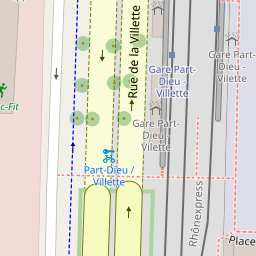 Rue de la Villette
Gare Part-
Dieu -
Villette
Gare Part-
Dieu -
Villette
Gare Part-
Dieu -
Vilette
c-Fit
Part-Dieu /
Villette
Rhônexpress
Place